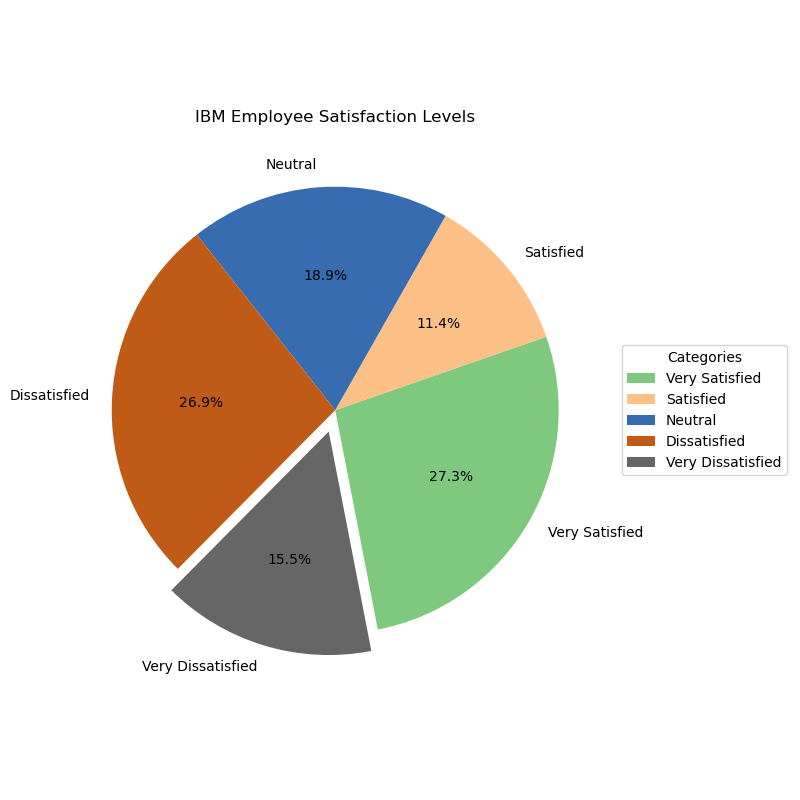 IBM Employee Satisfaction Levels
Neutral
Satisfied
18.9%
11.4%
Dissatisfied
26.9%
27.3%
Very Satisfied
15.5%
Very Dissatisfied
Categories
Very Satisfied
Satisfied
Neutral
Dissatisfied
Very Dissatisfied